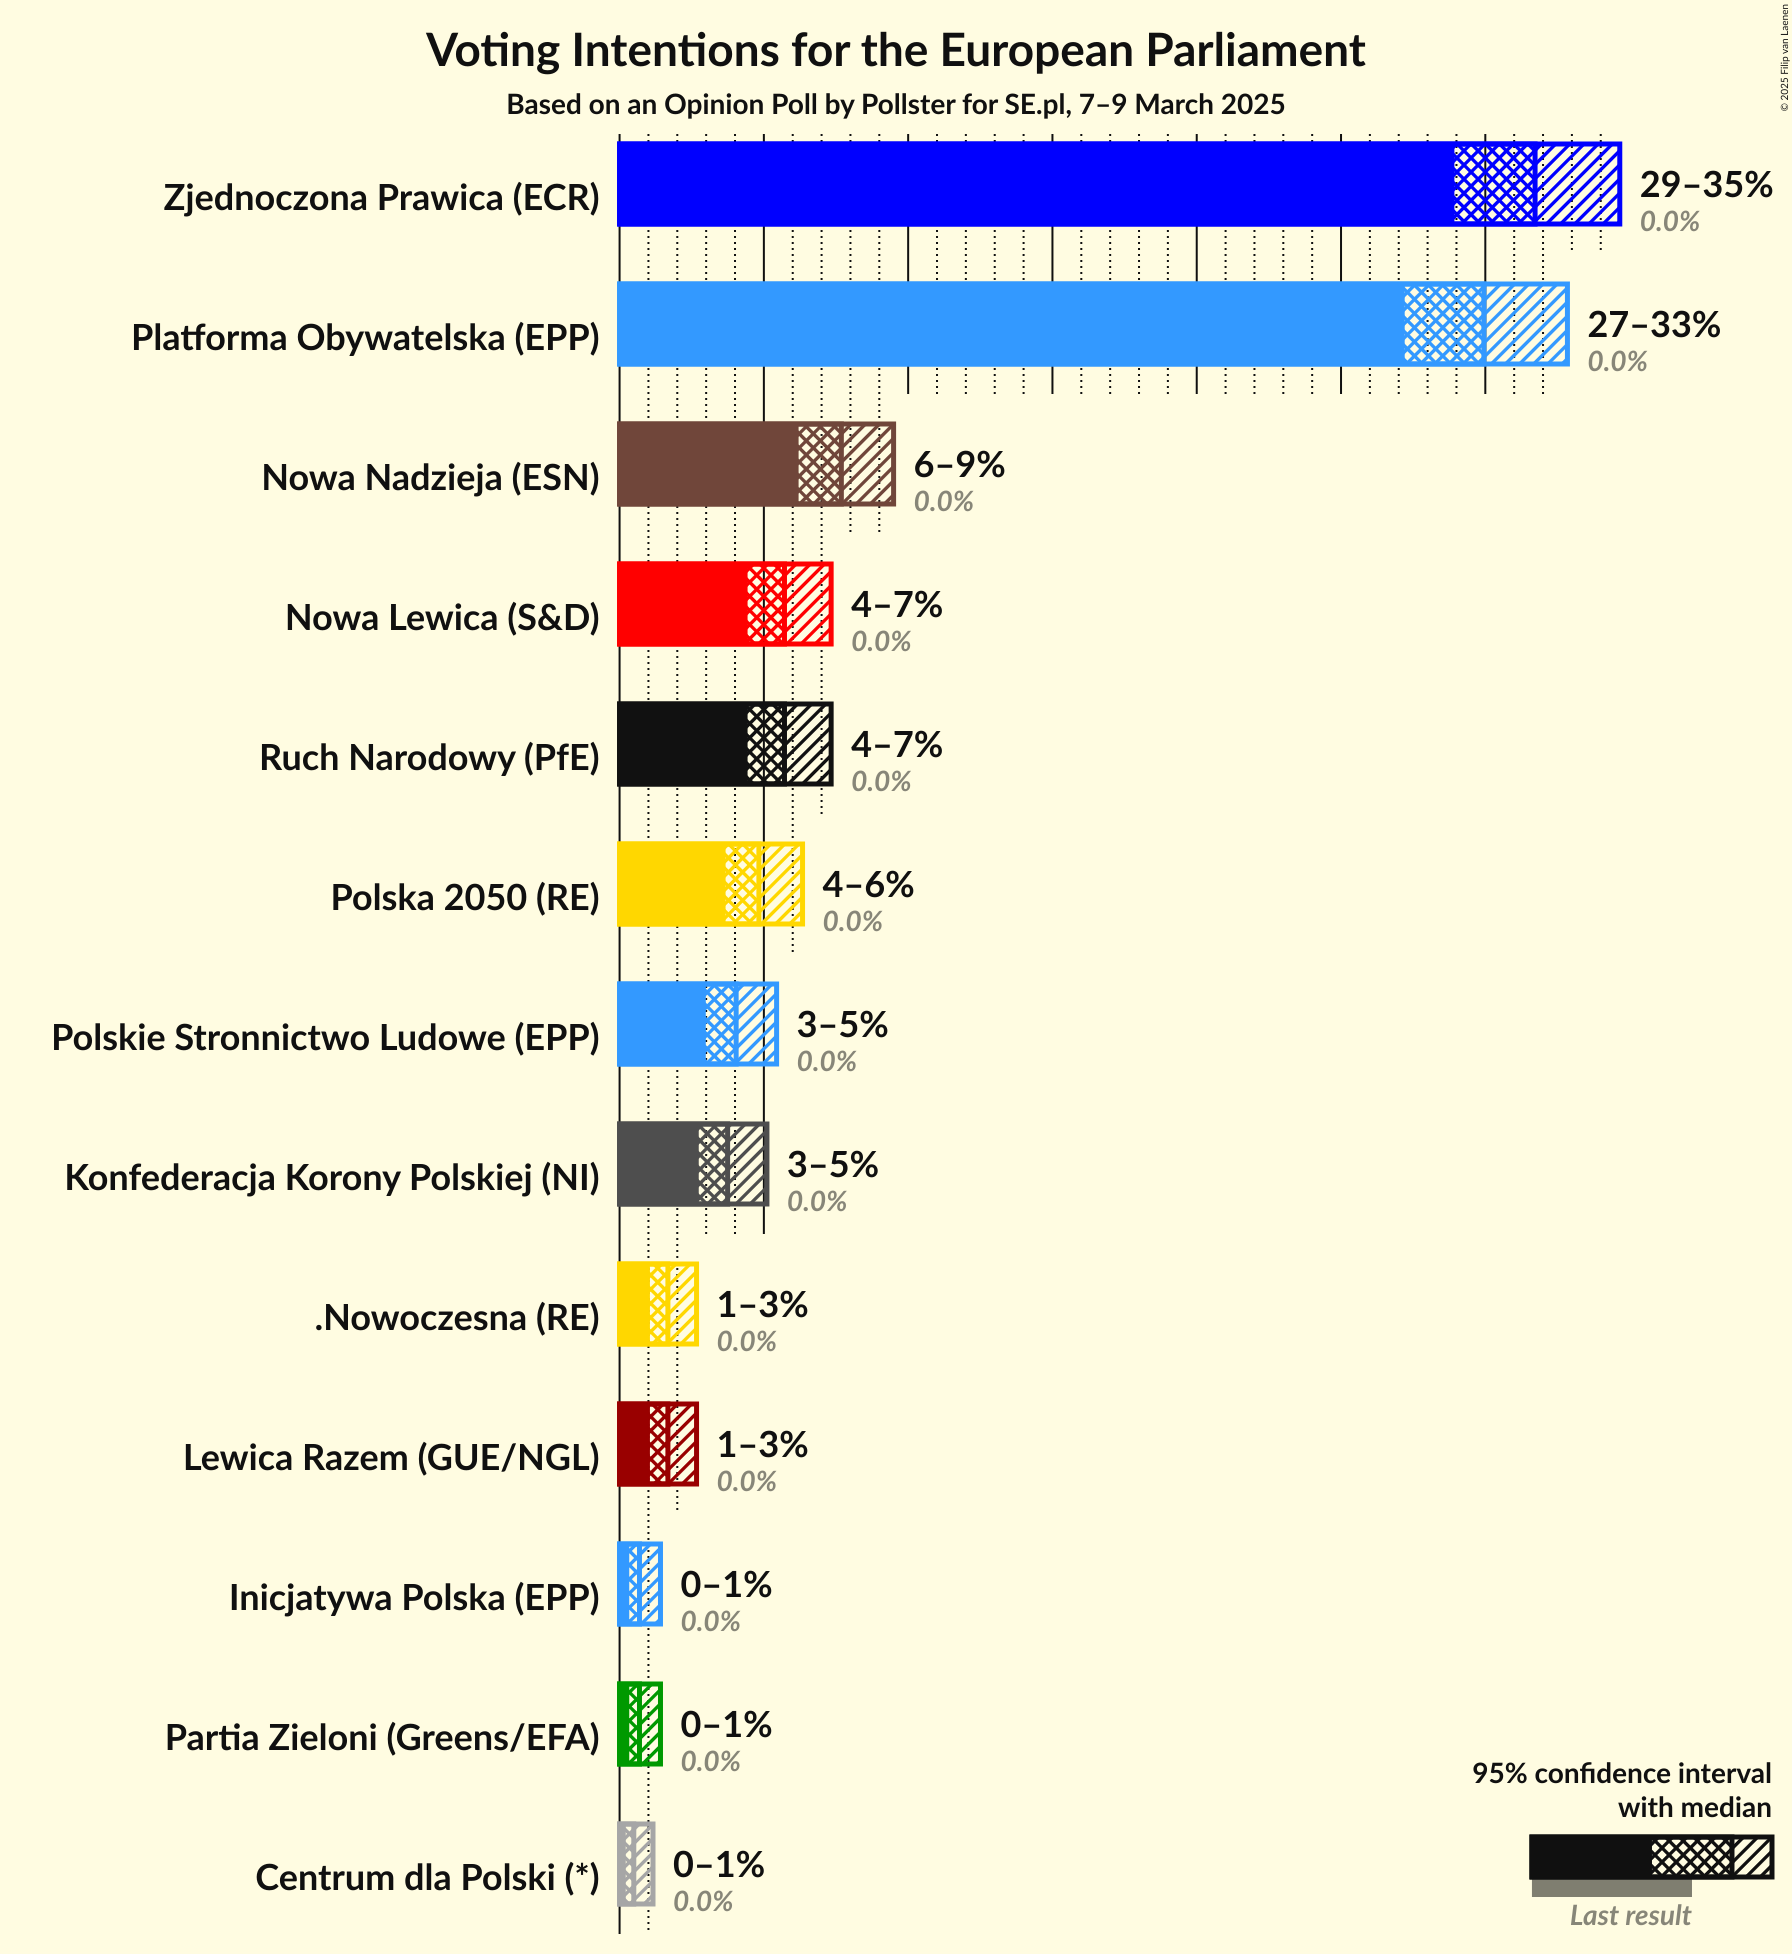 Voting Intentions for the European Parliament
Based on an Opinion Poll by Pollster for SE.pl, 7–9 March 2025
© 2025 Filip van Laenen
Zjednoczona Prawica (ECR)
29–35%
0.0%
Platforma Obywatelska (EPP)
27–33%
0.0%
Nowa Nadzieja (ESN)
6–9%
0.0%
Nowa Lewica (S&D)
4–7%
0.0%
Ruch Narodowy (PfE)
4–7%
0.0%
Polska 2050 (RE)
4–6%
0.0%
Polskie Stronnictwo Ludowe (EPP)
3–5%
0.0%
Konfederacja Korony Polskiej (NI)
3–5%
0.0%
.Nowoczesna (RE)
1–3%
0.0%
Lewica Razem (GUE/NGL)
1–3%
0.0%
Inicjatywa Polska (EPP)
0–1%
0.0%
Partia Zieloni (Greens/EFA)
0–1%
0.0%
Centrum dla Polski (*)
0–1%
0.0%
95% confidence interval
with median
Last result